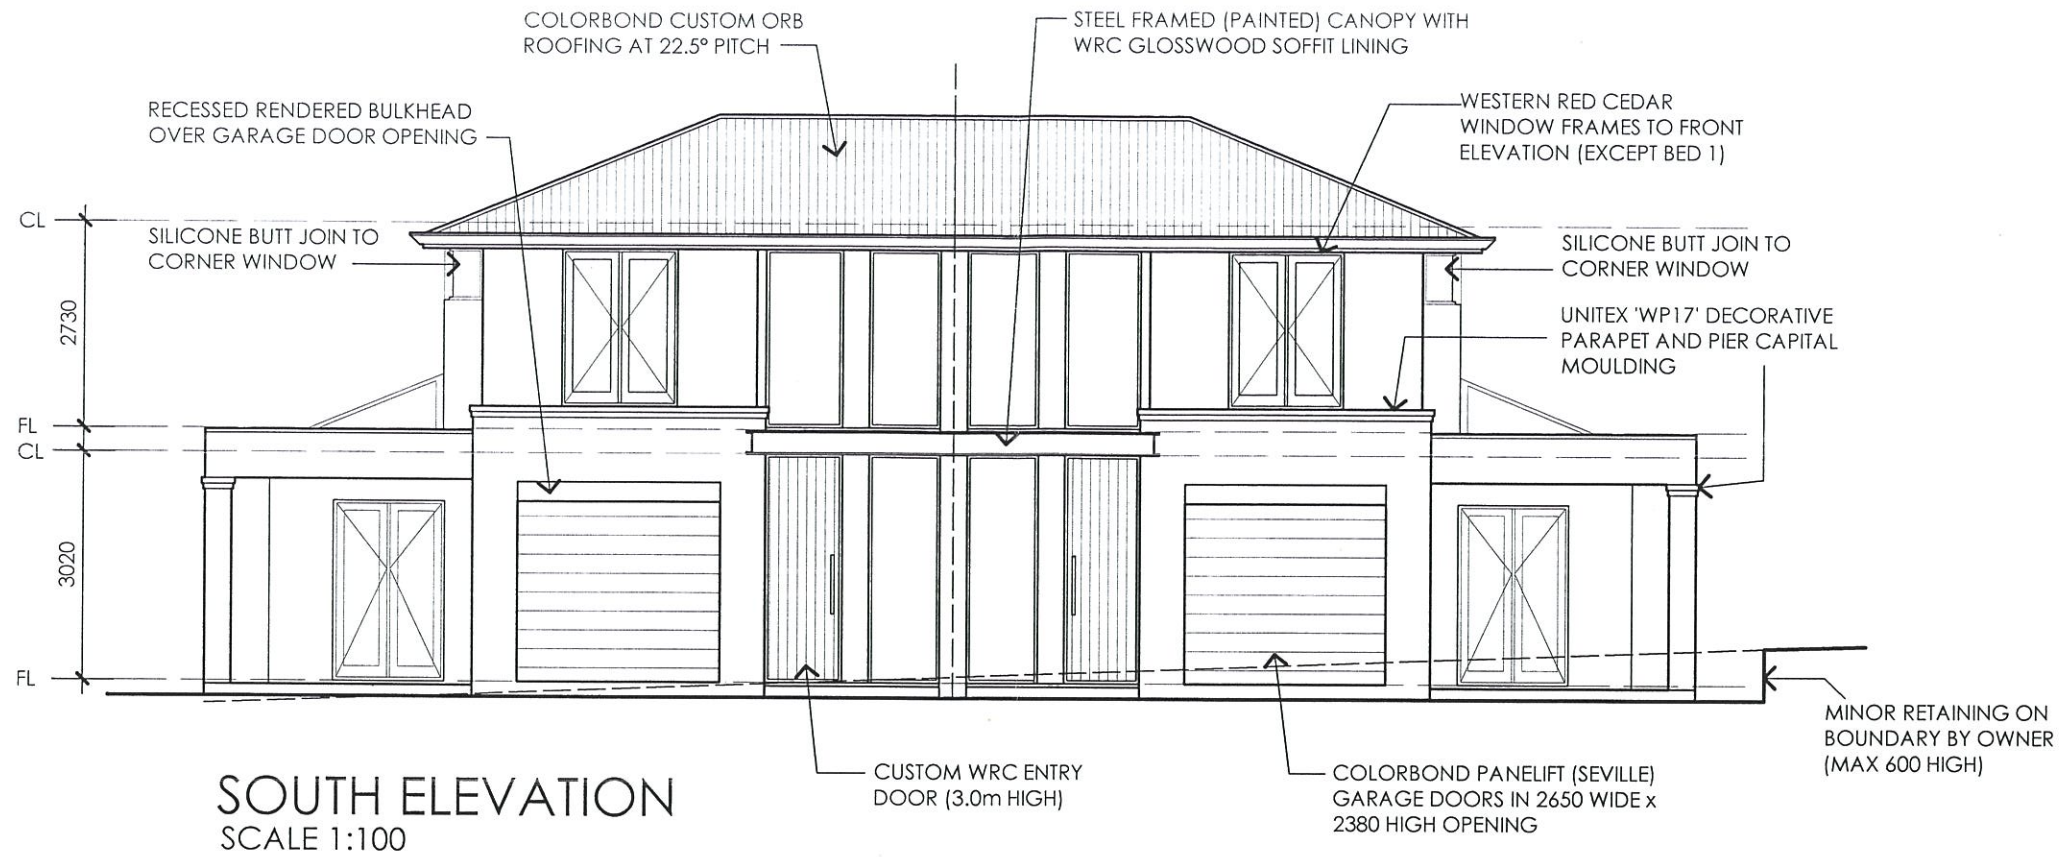 COLORBOND CUSTOM ORB
ROOFING AT 22.5° PITCH
STEEL FRAMED (PAINTED) CANOPY WITH
WRC GLOSSWOOD SOFFIT LINING
RECESSED RENDERED BULKHEAD
OVER GARAGE DOOR OPENING
WESTERN RED CEDAR
WINDOW FRAMES TO FRONT
ELEVATION (EXCEPT BED 1)
CL
SILICONE BUTT JOIN TO
CORNER WINDOW
SILICONE BUTT JOIN TO
CORNER WINDOW
2730
UNITEX 'WP17' DECORATIVE
PARAPET AND PIER CAPITAL
MOULDING
FL
CL
3020
FL
MINOR RETAINING ON
BOUNDARY BY OWNER
(MAX 600 HIGH)
CUSTOM WRC ENTRY
DOOR (3.0m HIGH)
COLORBOND PANELIFT (SEVILLE)
GARAGE DOORS IN 2650 WIDE x
2380 HIGH OPENING
SOUTH ELEVATION
SCALE 1:100